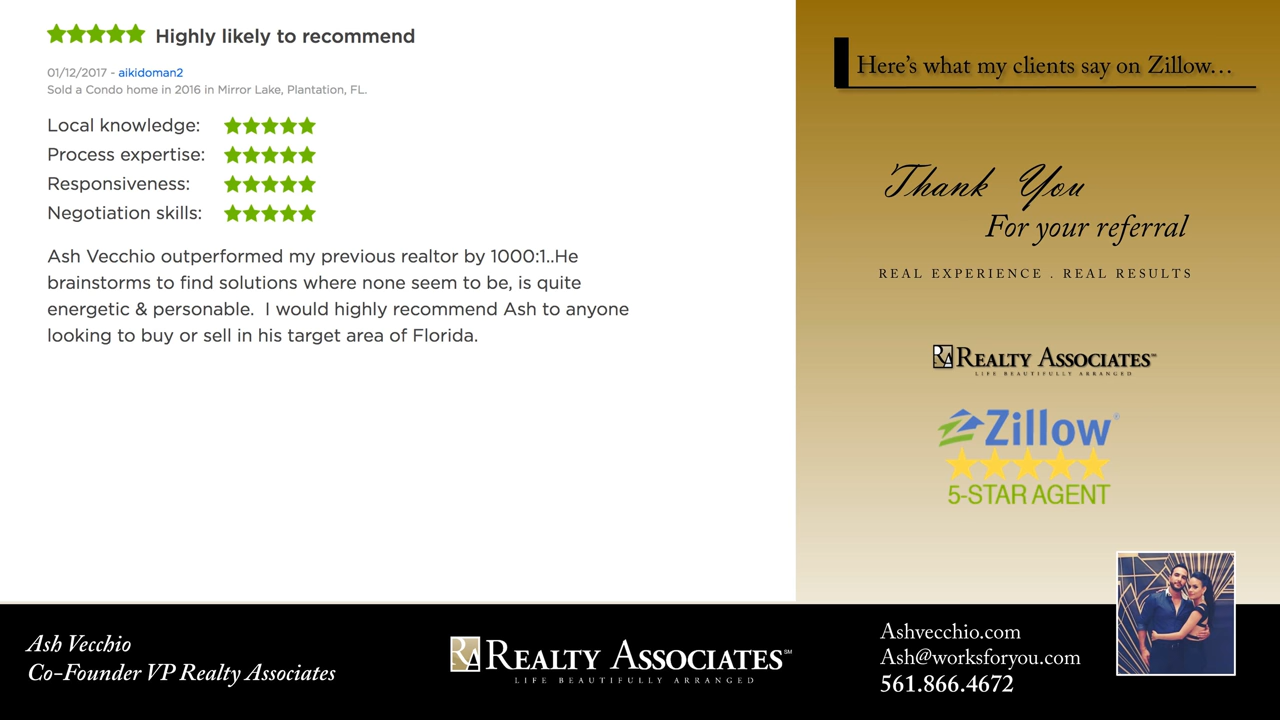 Highly likely to recommend
01/12/2017 - aikidoman2
Sold a Condo home in 2016 in Mirror Lake, Plantation, FL.
Local knowledge:
Process expertise:
Responsiveness:
Negotiation skills:
Ash Vecchio outperformed my previous realtor by 1000:1..He
brainstorms to find solutions where none seem to be, is quite
energetic & personable.  I would highly recommend Ash to anyone
looking to buy or sell in his target area of Florida.
Here's what my clients say on Zillow...
Thank You
For your referral
REAL EXPERIENCE . REAL RESULTS
RA REALTY ASSOCIATES℠
LIFE BEAUTIFULLY ARRANGED
Zillow®
5-STAR AGENT
Ash Vecchio
Co-Founder VP Realty Associates
RA REALTY ASSOCIATES℠
LIFE BEAUTIFULLY ARRANGED
Ashvecchio.com
Ash@worksforyou.com
561.866.4672